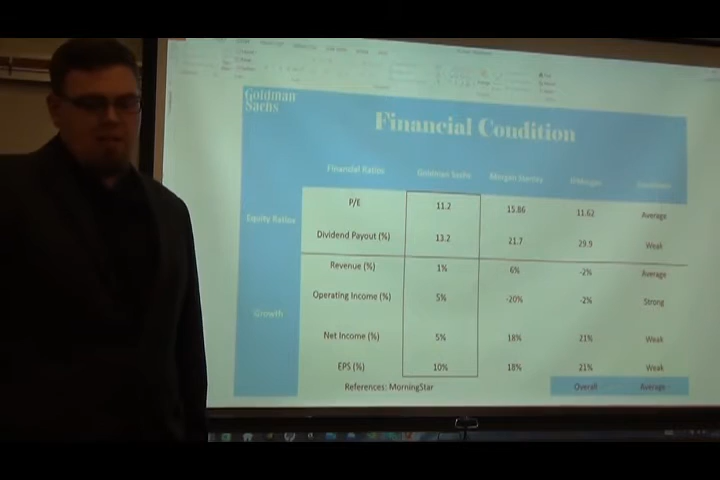 Goldman
Sachs
Financial Condition
Financial Ratios Goldman Sachs Morgan Stanley JPMorgan
Equity Ratios
P/E 11.2 15.86 11.62 Average
Dividend Payout (%) 13.2 21.7 29.9 Weak
Growth
Revenue (%) 1% 6% -2% Average
Operating Income (%) 5% -20% -2% Strong
Net Income (%) 5% 18% 21% Weak
EPS (%) 10% 18% 21% Weak
References: MorningStar
Overall Average